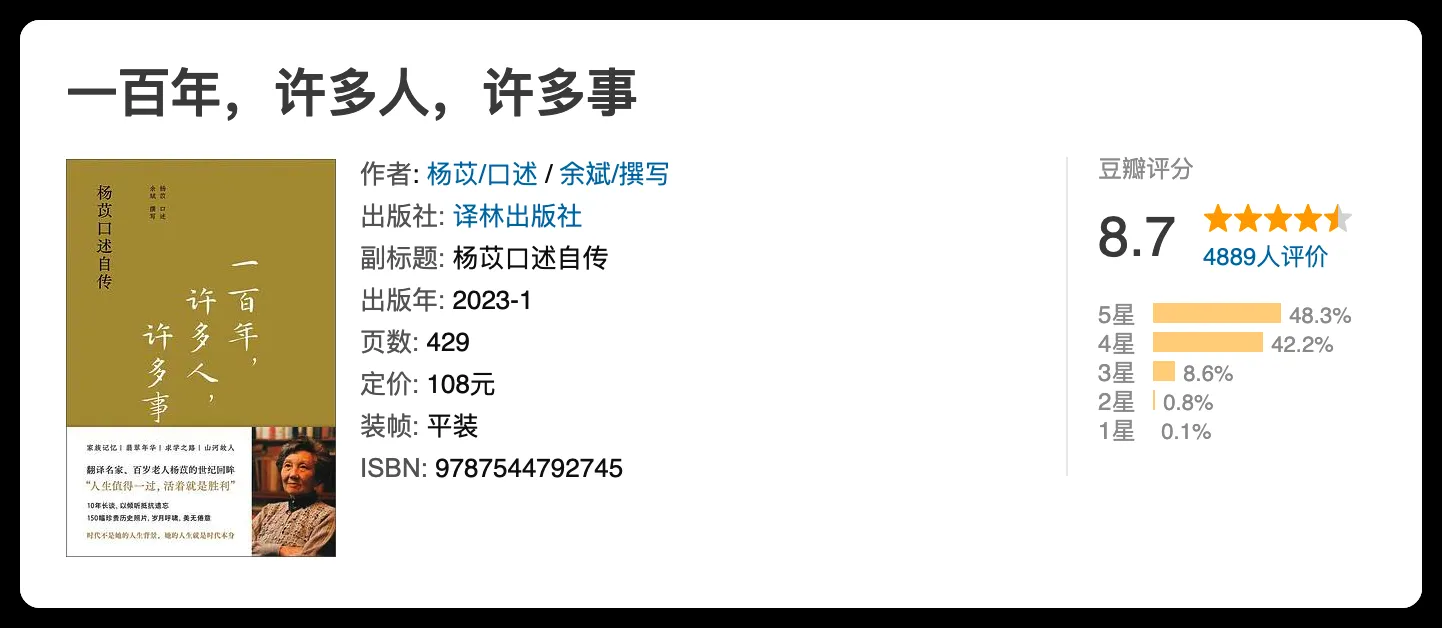 一百年，许多人，许多事
杨苡口述自传
杨苡 口述
余斌 撰写
一百年，
许多人，
许多事
家族记忆丨翡翠年华丨求学之路丨山河故人
翻译名家、百岁老人杨苡的世纪回眸
“人生值得一过，活着就是胜利”
10年长谈，以倾听抵抗遗忘
150幅珍贵历史照片，岁月呼啸，美无倦意
时代不是她的人生背景，她的人生就是时代本身
作者: 杨苡/口述 / 余斌/撰写
出版社: 译林出版社
副标题: 杨苡口述自传
出版年: 2023-1
页数: 429
定价: 108元
装帧: 平装
ISBN: 9787544792745
豆瓣评分
8.7
4889人评价
5星 48.3%
4星 42.2%
3星 8.6%
2星 0.8%
1星 0.1%